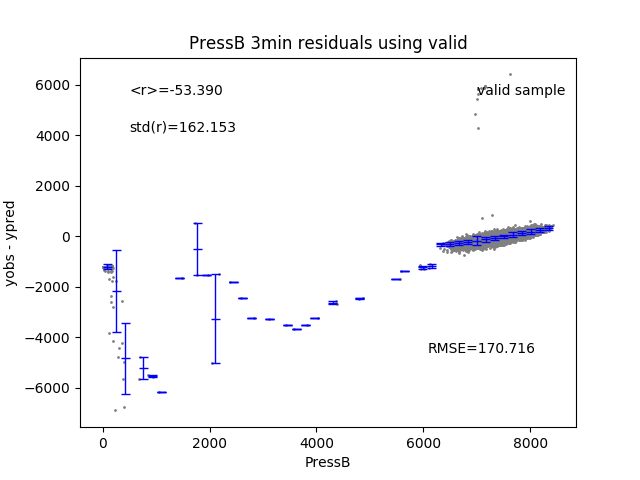 PressB 3min residuals using valid
<r>=-53.390
valid sample
std(r)=162.153
RMSE=170.716
yobs - ypred
6000
4000
2000
0
−2000
−4000
−6000
0 2000 4000 6000 8000
PressB